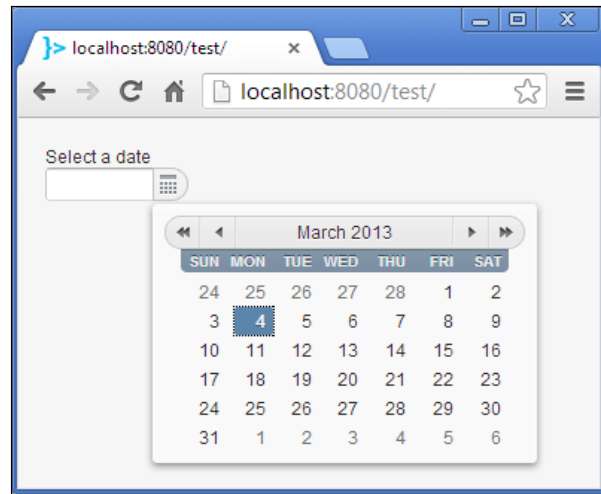 localhost:8080/test/
localhost:8080/test/
Select a date
March 2013
SUN MON TUE WED THU FRI SAT
24 25 26 27 28 1 2
3 4 5 6 7 8 9
10 11 12 13 14 15 16
17 18 19 20 21 22 23
24 25 26 27 28 29 30
31 1 2 3 4 5 6